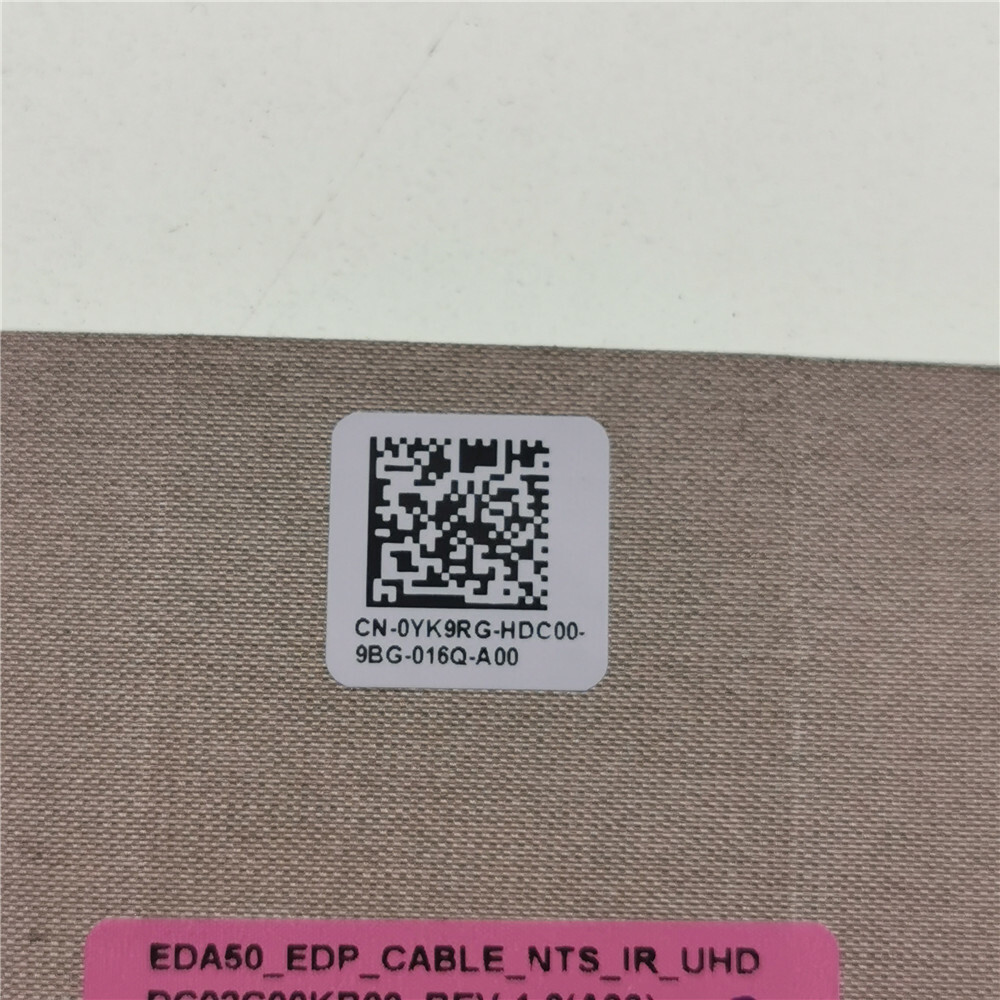 CN-0YK9RG-HDC00-
9BG-016Q-A00
EDA50_EDP_CABLE_NTS_IR_UHD